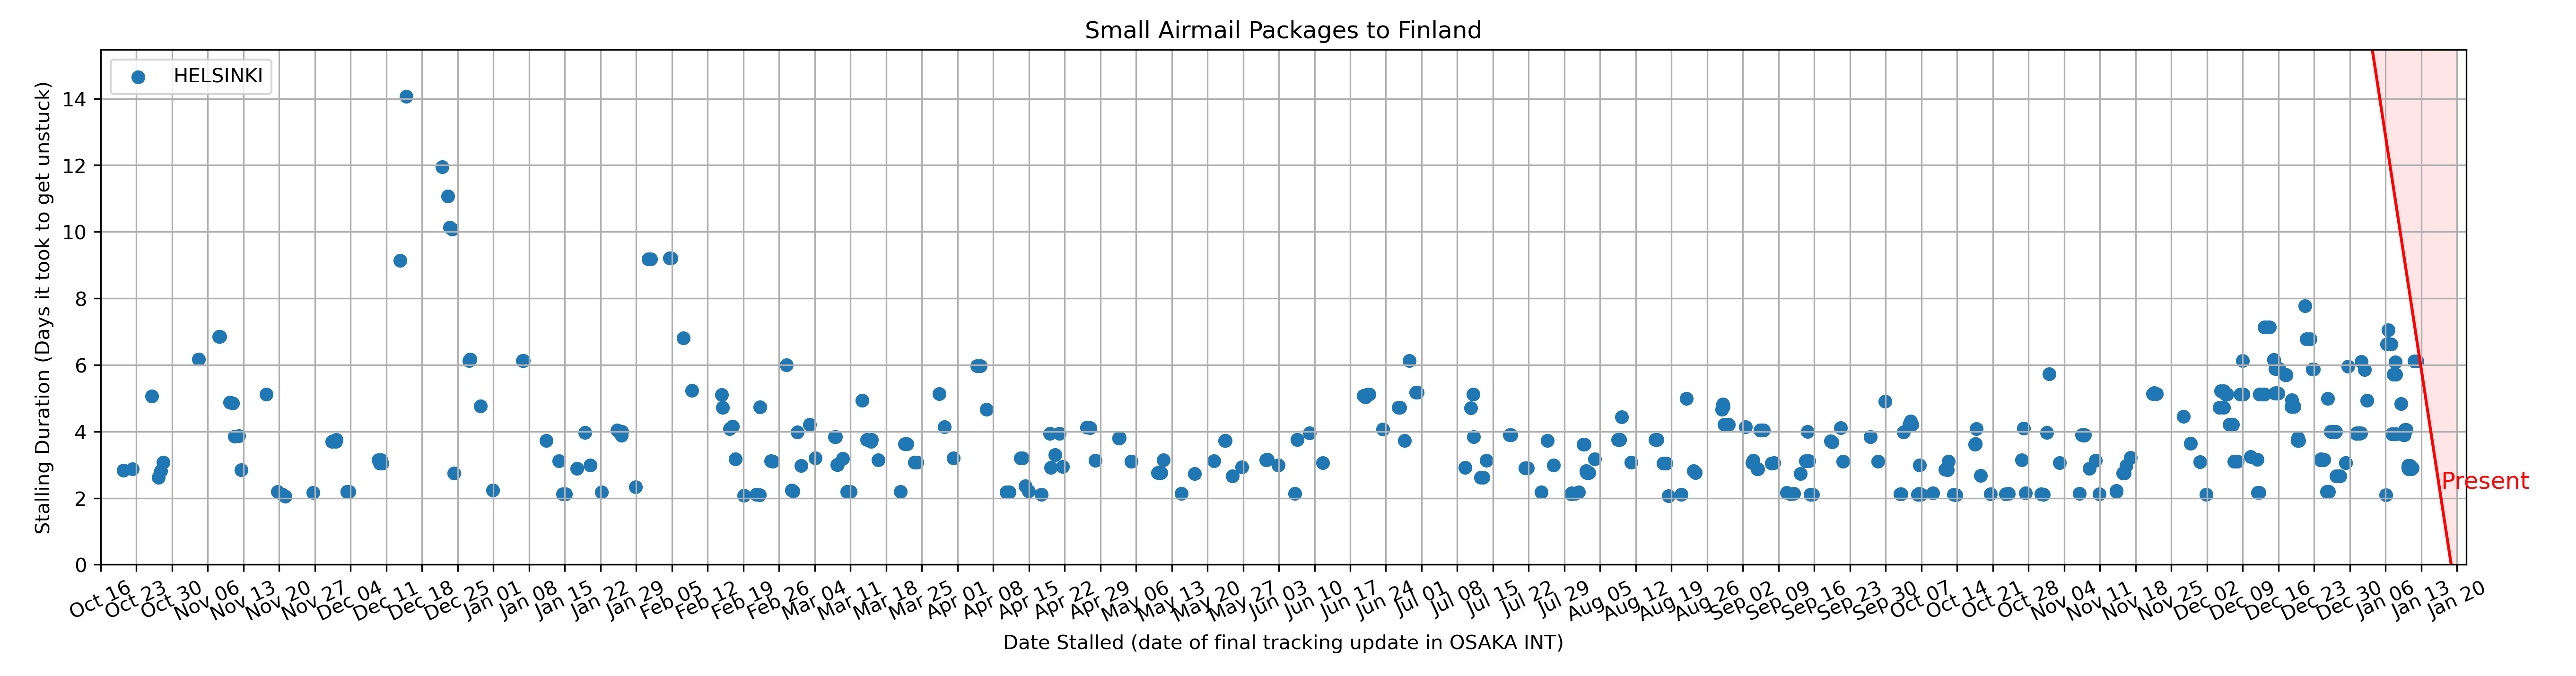 Small Airmail Packages to Finland
HELSINKI
Stalling Duration (Days it took to get unstuck)
14
12
10
8
6
4
2
0
Present
Oct 16
Oct 23
Oct 30
Nov 06
Nov 13
Nov 20
Nov 27
Dec 04
Dec 11
Dec 18
Dec 25
Jan 01
Jan 08
Jan 15
Jan 22
Jan 29
Feb 05
Feb 12
Feb 19
Feb 26
Mar 04
Mar 11
Mar 18
Mar 25
Apr 01
Apr 08
Apr 15
Apr 22
Apr 29
May 06
May 13
May 20
May 27
Jun 03
Jun 10
Jun 17
Jun 24
Jul 01
Jul 08
Jul 15
Jul 22
Jul 29
Aug 05
Aug 12
Aug 19
Aug 26
Sep 02
Sep 09
Sep 16
Sep 23
Sep 30
Oct 07
Oct 14
Oct 21
Oct 28
Nov 04
Nov 11
Nov 18
Nov 25
Dec 02
Dec 09
Dec 16
Dec 23
Dec 30
Jan 06
Jan 13
Jan 20
Date Stalled (date of final tracking update in OSAKA INT)